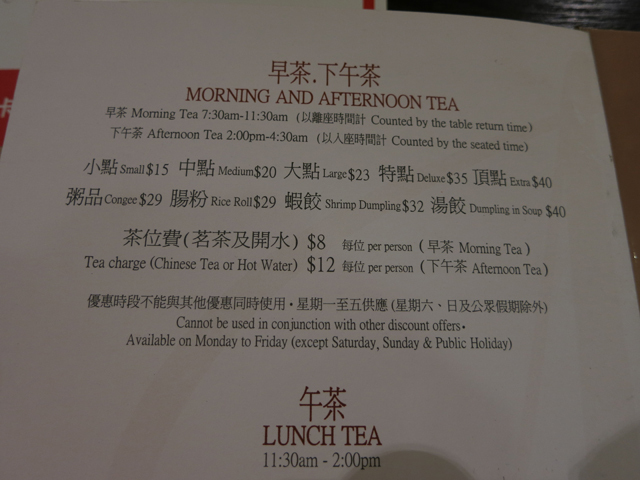 早茶.下午茶
MORNING AND AFTERNOON TEA
早茶 Morning Tea 7:30am-11:30am (以離座時間計 Counted by the table return time)
下午茶 Afternoon Tea 2:00pm-4:30am (以入座時間計 Counted by the seated time)
小點 Small $15 中點 Medium $20 大點 Large $23 特點 Deluxe $35 頂點 Extra $40
粥品 Congee $29 腸粉 Rice Roll $29 蝦餃 Shrimp Dumpling $32 湯餃 Dumpling in Soup $40
茶位費(茗茶及開水) $8 每位 per person (早茶 Morning Tea)
Tea charge (Chinese Tea or Hot Water) $12 每位 per person (下午茶 Afternoon Tea)
優惠時段不能與其他優惠同時使用・星期一至五供應 (星期六、日及公眾假期除外)
Cannot be used in conjunction with other discount offers・
Available on Monday to Friday (except Saturday, Sunday & Public Holiday)
午茶
LUNCH TEA
11:30am - 2:00pm